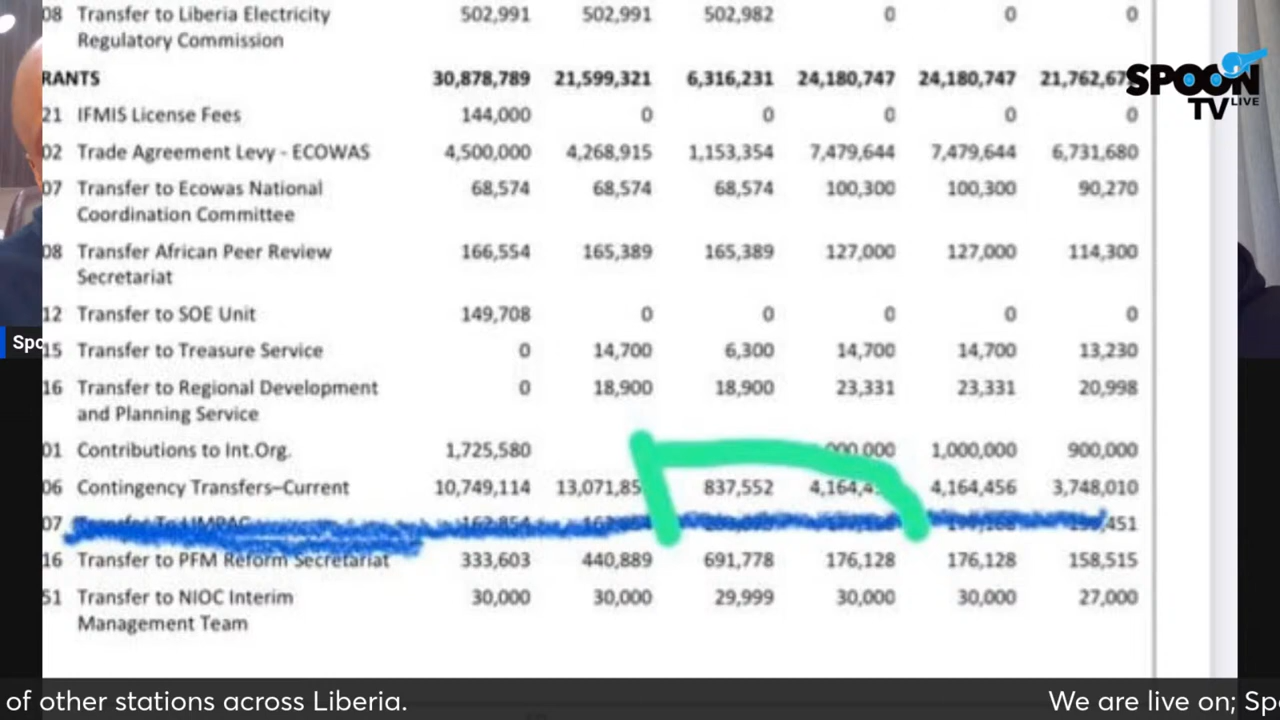 08 Transfer to Liberia Electricity 502,991 502,991 502,982 0 0 0
Regulatory Commission
RANTS 30,878,789 21,599,321 6,316,231 24,180,747 24,180,747
SPOON
TV LIVE
21 IFMIS License Fees 144,000 0 0 0 0 0
02 Trade Agreement Levy - ECOWAS 4,500,000 4,268,915 1,153,354 7,479,644 7,479,644 6,731,680
07 Transfer to Ecowas National 68,574 68,574 68,574 100,300 100,300 90,270
Coordination Committee
08 Transfer African Peer Review 166,554 165,389 165,389 127,000 127,000 114,300
Secretariat
12 Transfer to SOE Unit 149,708 0 0 0 0 0
Spo
15 Transfer to Treasure Service 0 14,700 6,300 14,700 14,700 13,230
16 Transfer to Regional Development 0 18,900 18,900 23,331 23,331 20,998
and Planning Service
01 Contributions to Int.Org. 1,725,580 1,000,000 900,000
06 Contingency Transfers–Current 10,749,114 837,552 4,164,456 3,748,010
07
16 Transfer to PFM Reform Secretariat 333,603 440,889 691,778 176,128 176,128 158,515
51 Transfer to NIOC Interim 30,000 30,000 29,999 30,000 30,000 27,000
Management Team
of other stations across Liberia. We are live on; Sp